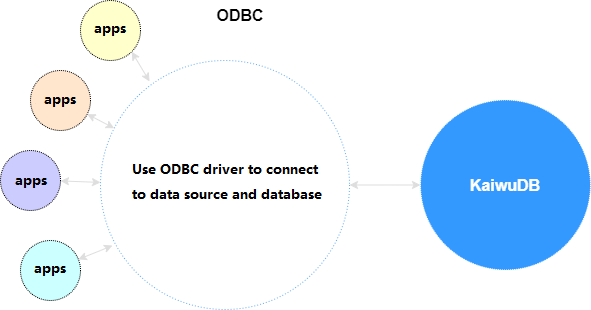 ODBC
apps
apps
apps
apps
Use ODBC driver to connect
to data source and database
KaiwuDB